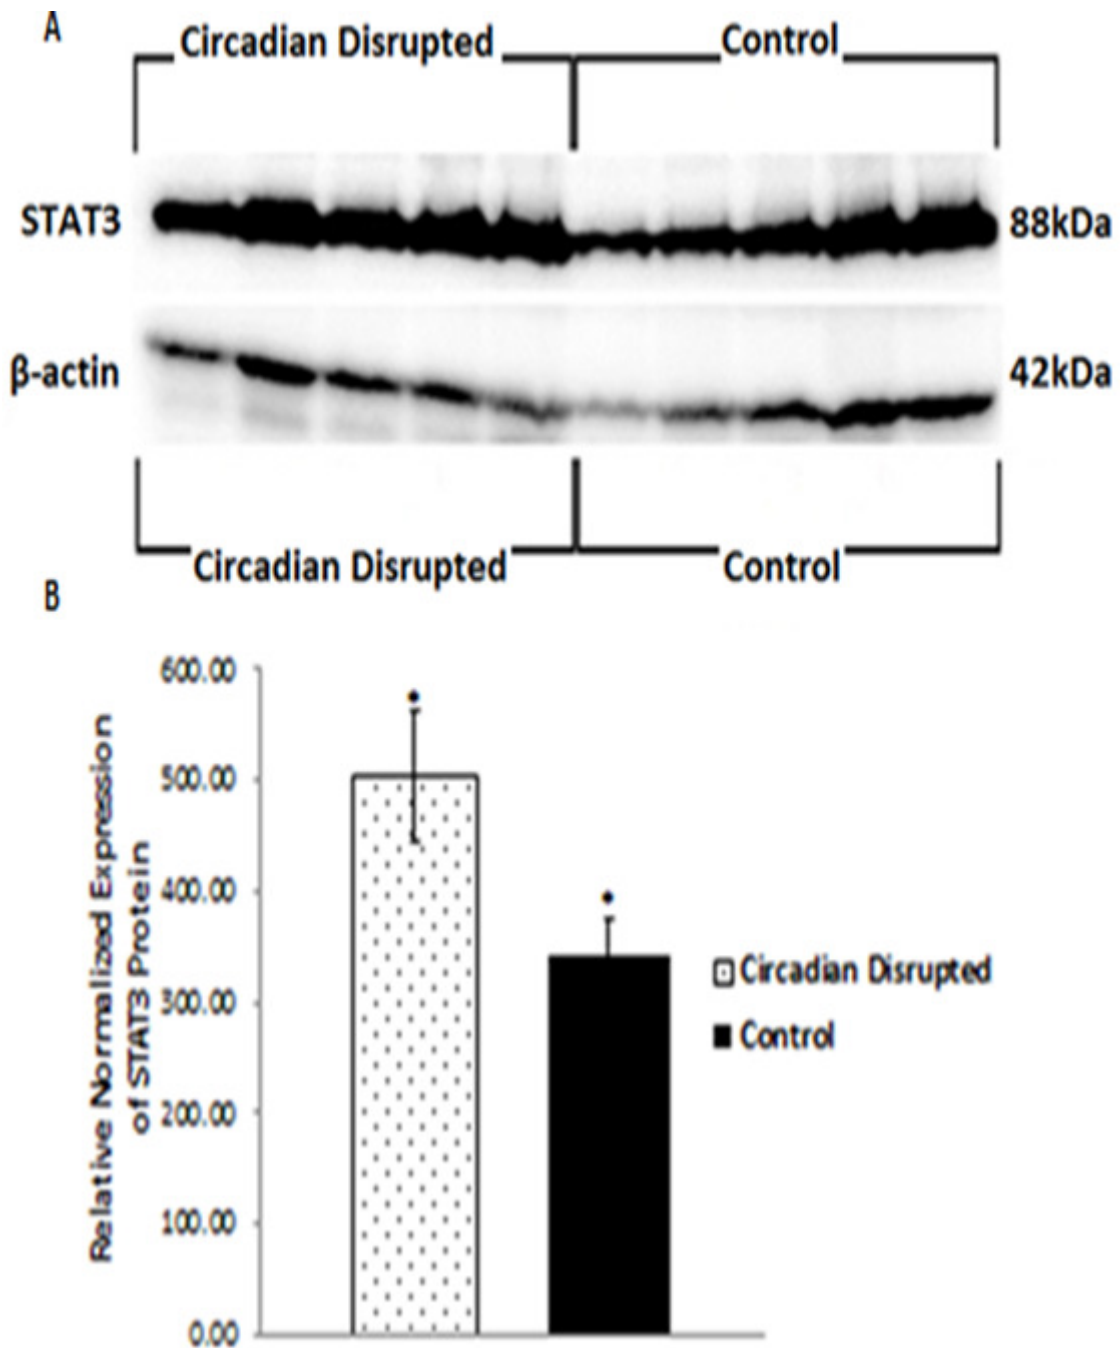 A
Circadian Disrupted
Control
STAT3
88kDa
β-actin
42kDa
Circadian Disrupted
Control
B
600.00
500.00
400.00
300.00
200.00
100.00
0.00
Relative Normalized Expression
of STAT3 Protein
Circadian Disrupted
Control